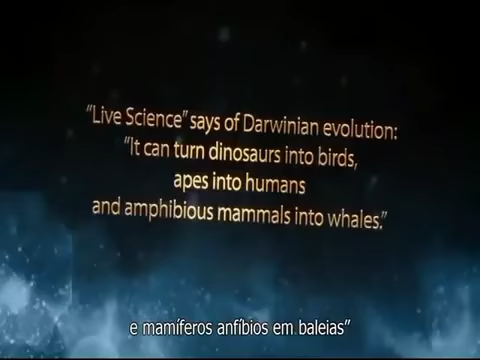 “Live Science” says of Darwinian evolution:
“It can turn dinosaurs into birds,
apes into humans
and amphibious mammals into whales.”
e mamíferos anfíbios em baleias”